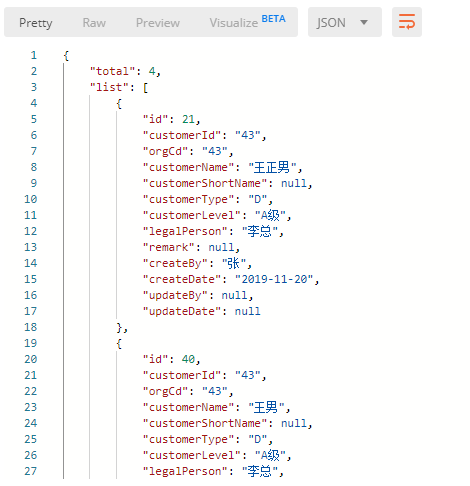 Pretty Raw Preview Visualize BETA JSON
1 {
2 "total": 4,
3 "list": [
4 {
5 "id": 21,
6 "customerId": "43",
7 "orgCd": "43",
8 "customerName": "王正男",
9 "customerShortName": null,
10 "customerType": "D",
11 "customerLevel": "A级",
12 "legalPerson": "李总",
13 "remark": null,
14 "createBy": "张",
15 "createDate": "2019-11-20",
16 "updateBy": null,
17 "updateDate": null
18 },
19 {
20 "id": 40,
21 "customerId": "43",
22 "orgCd": "43",
23 "customerName": "王男",
24 "customerShortName": null,
25 "customerType": "D",
26 "customerLevel": "A级",
27 "legalPerson": "李总",